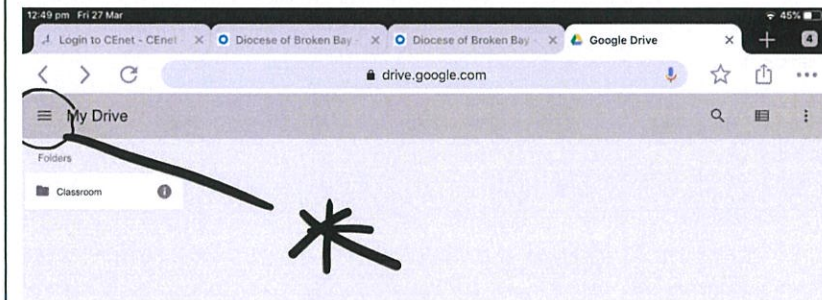 12:49 pm Fri 27 Mar 45%
Login to CEnet - CEnet - Diocese of Broken Bay - Diocese of Broken Bay - Google Drive 4
drive.google.com
My Drive
Folders
Classroom